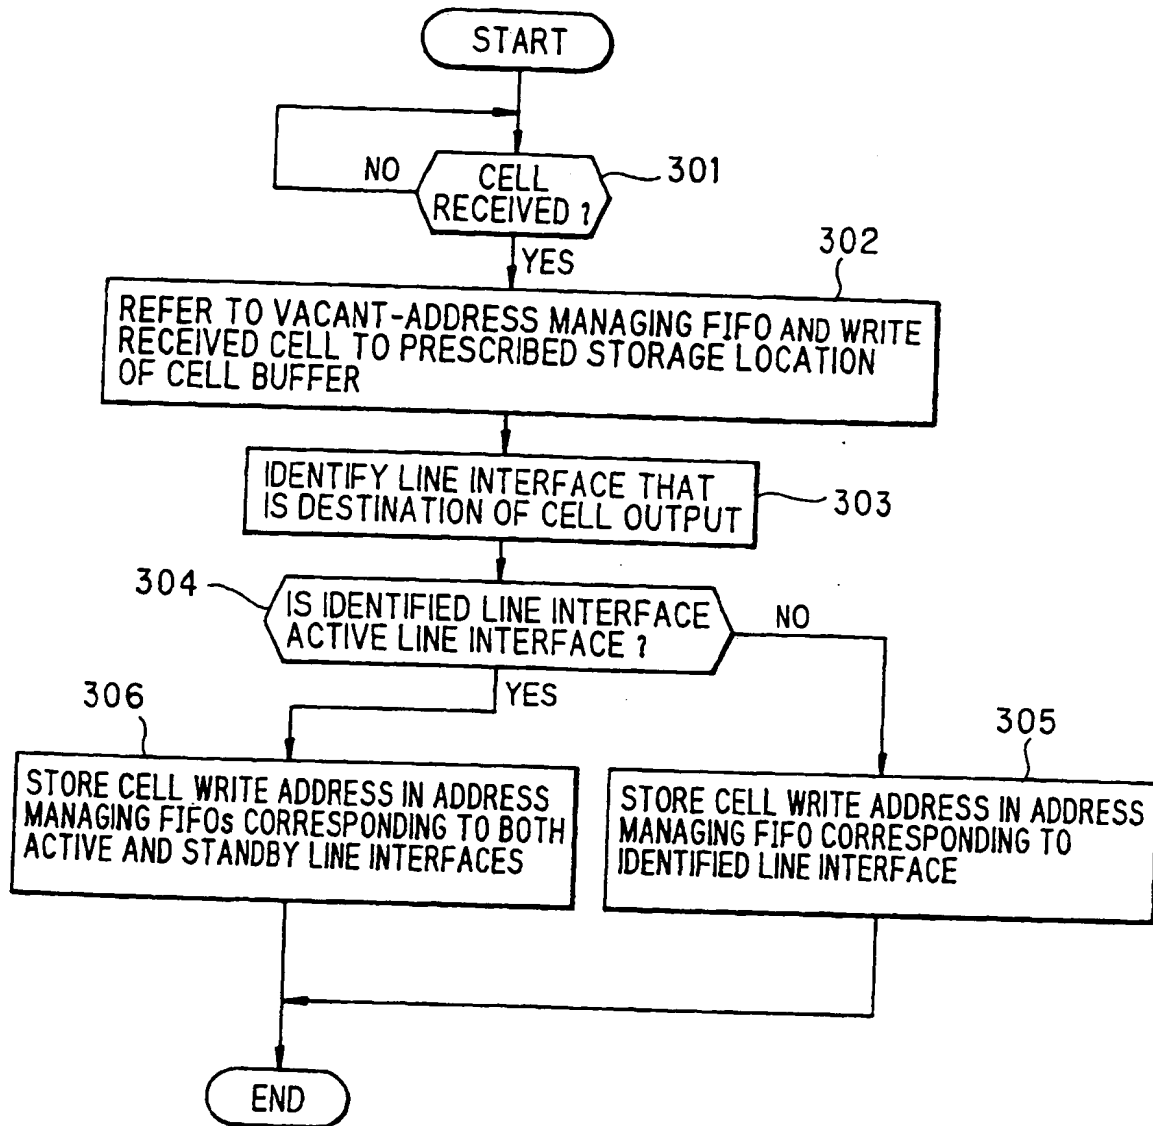 START
NO
CELL
RECEIVED ?
301
YES
302
REFER TO VACANT-ADDRESS MANAGING FIFO AND WRITE
RECEIVED CELL TO PRESCRIBED STORAGE LOCATION
OF CELL BUFFER
IDENTIFY LINE INTERFACE THAT
IS DESTINATION OF CELL OUTPUT
303
304
IS IDENTIFIED LINE INTERFACE
ACTIVE LINE INTERFACE ?
NO
YES
306
305
STORE CELL WRITE ADDRESS IN ADDRESS
MANAGING FIFOs CORRESPONDING TO BOTH
ACTIVE AND STANDBY LINE INTERFACES
STORE CELL WRITE ADDRESS IN ADDRESS
MANAGING FIFO CORRESPONDING TO
IDENTIFIED LINE INTERFACE
END